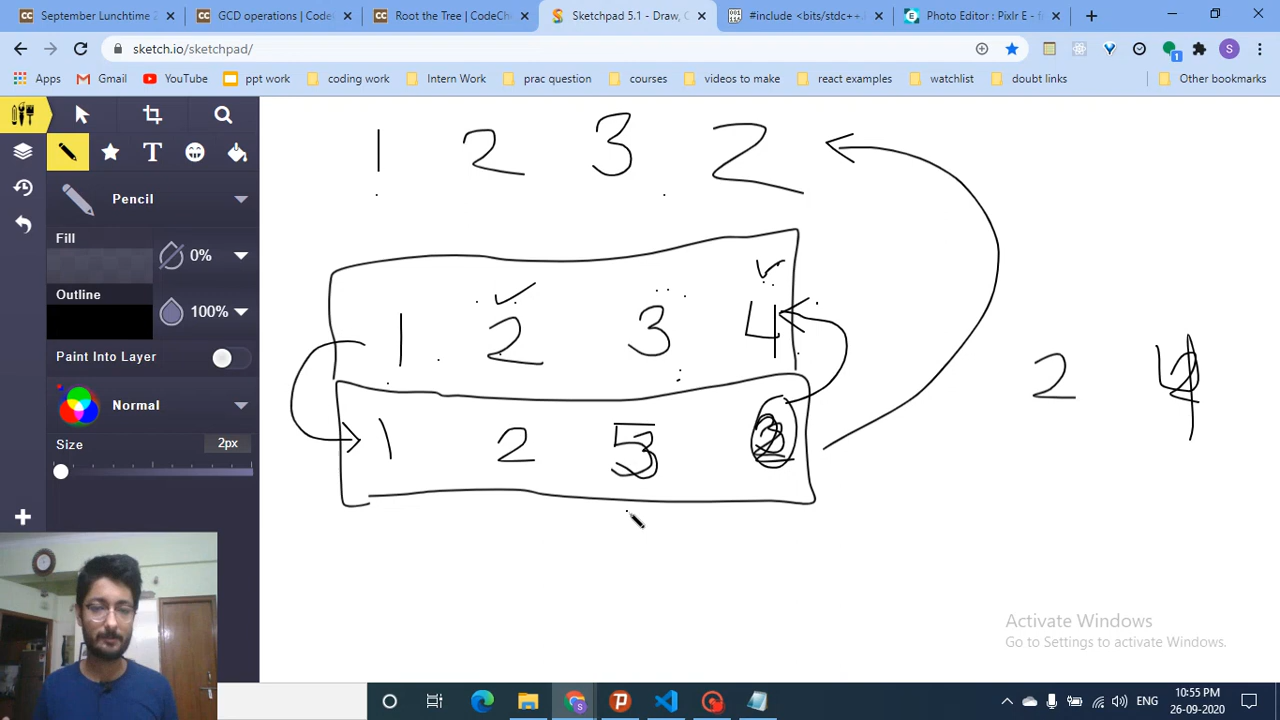 September Lunchtime 2
GCD operations | CodeCh
Root the Tree | CodeChef
Sketchpad 5.1 - Draw, C
#include <bits/stdc++.
Photo Editor : Pixlr E - f
sketch.io/sketchpad/
S
1
Apps
Gmail
YouTube
ppt work
coding work
Intern Work
prac question
courses
videos to make
react examples
watchlist
doubt links
Other bookmarks
T
Pencil
Fill
0%
Outline
100%
Paint Into Layer
Normal
Size
2px
1 2 3 2
1 2 3 4
1 2 3
2
Activate Windows
Go to Settings to activate Windows.
ENG
10:55 PM
26-09-2020